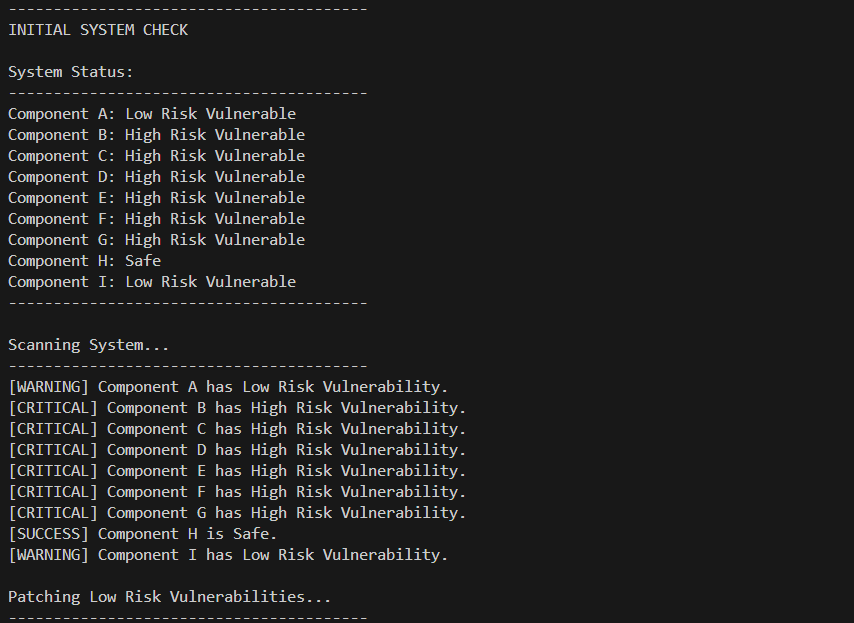 ----------------------------------------
INITIAL SYSTEM CHECK
System Status:
----------------------------------------
Component A: Low Risk Vulnerable
Component B: High Risk Vulnerable
Component C: High Risk Vulnerable
Component D: High Risk Vulnerable
Component E: High Risk Vulnerable
Component F: High Risk Vulnerable
Component G: High Risk Vulnerable
Component H: Safe
Component I: Low Risk Vulnerable
----------------------------------------
Scanning System...
----------------------------------------
[WARNING] Component A has Low Risk Vulnerability.
[CRITICAL] Component B has High Risk Vulnerability.
[CRITICAL] Component C has High Risk Vulnerability.
[CRITICAL] Component D has High Risk Vulnerability.
[CRITICAL] Component E has High Risk Vulnerability.
[CRITICAL] Component F has High Risk Vulnerability.
[CRITICAL] Component G has High Risk Vulnerability.
[SUCCESS] Component H is Safe.
[WARNING] Component I has Low Risk Vulnerability.
Patching Low Risk Vulnerabilities...
----------------------------------------